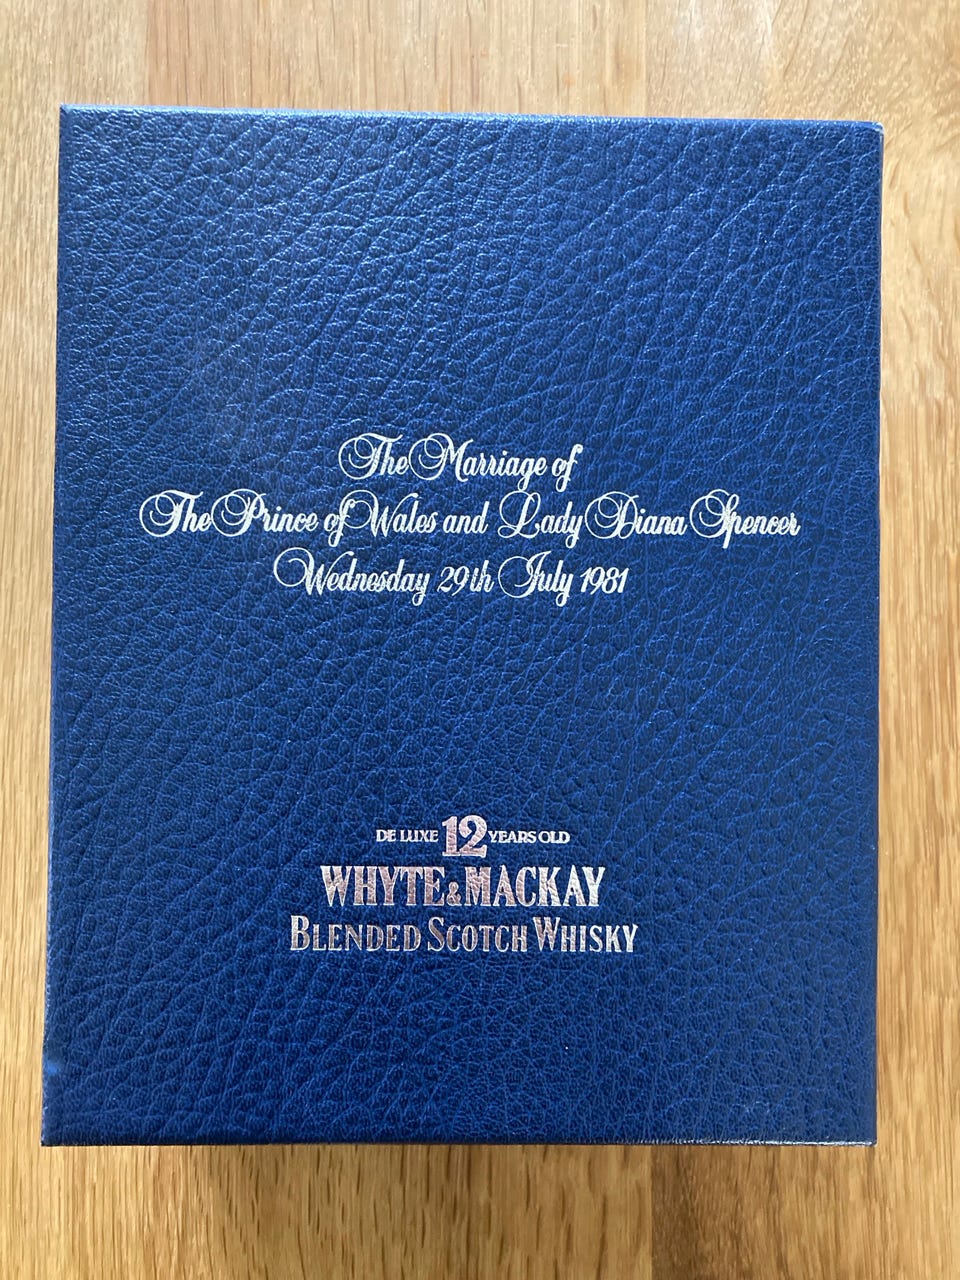 The Marriage of
The Prince of Wales and Lady Diana Spencer
Wednesday 29th July 1981
DE LUXE 12 YEARS OLD
WHYTE & MACKAY
BLENDED SCOTCH WHISKY